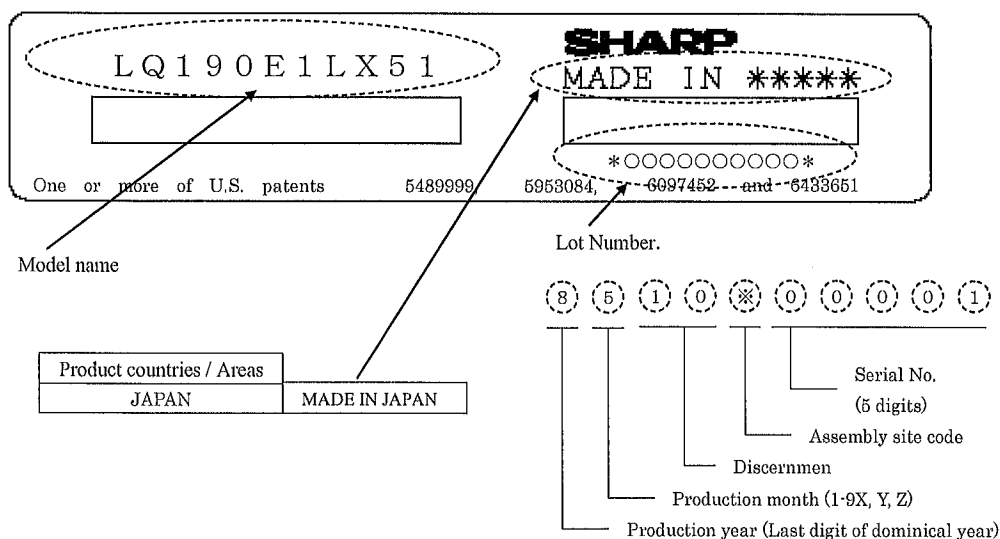 SHARP
LQ190E1LX51
MADE IN *****
*○○○○○○○○○○*
One or more of U.S. patents 5489999, 5953084, 6097452 and 6433651
Lot Number.
Model name
8 5 1 0 ※ 0 0 0 0 1
Product countries / Areas
JAPAN MADE IN JAPAN
Serial No.
(5 digits)
Assembly site code
Discernmen
Production month (1-9X, Y, Z)
Production year (Last digit of dominical year)